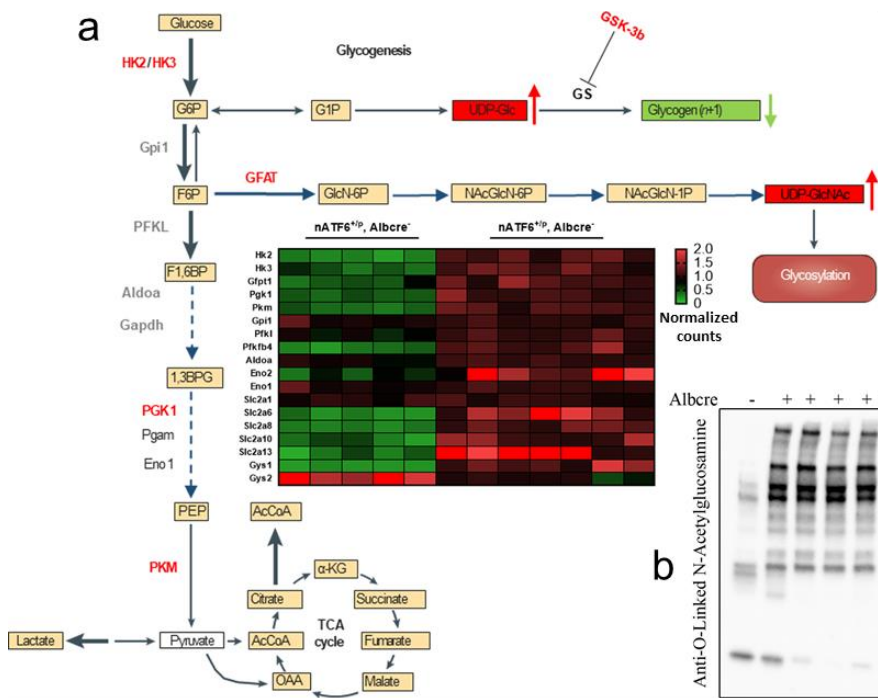 a
Glucose
HK2/HK3
Glycogenesis
GSK-3b
G6P
G1P
UDP-Glc
GS
Glycogen (n+1)
Gpi1
GFAT
F6P
GlcN-6P
NAcGlcN-6P
NAcGlcN-1P
UDP-GlcNAc
PFKL
nATF6+/p, Albcre-
nATF6+/p, Albcre-
F1,6BP
Glycosylation
Aldoa
Gapdh
1,3BPG
PGK1
Pgam
Eno1
PEP
PKM
Hk2
Hk3
Gfpt1
Pgk1
Pkm
Gpi1
Pfkl
Pfkfb4
Aldoa
Eno2
Eno1
Slc2a1
Slc2a6
Slc2a8
Slc2a10
Slc2a13
Gys1
Gys2
2.0
1.5
1.0
0.5
0
Normalized
counts
AcCoA
α-KG
Citrate
Succinate
TCA
cycle
Lactate
Pyruvate
AcCoA
Fumarate
OAA
Malate
Albcre - + + + +
b
Anti-O-Linked N-Acetylglucosamine